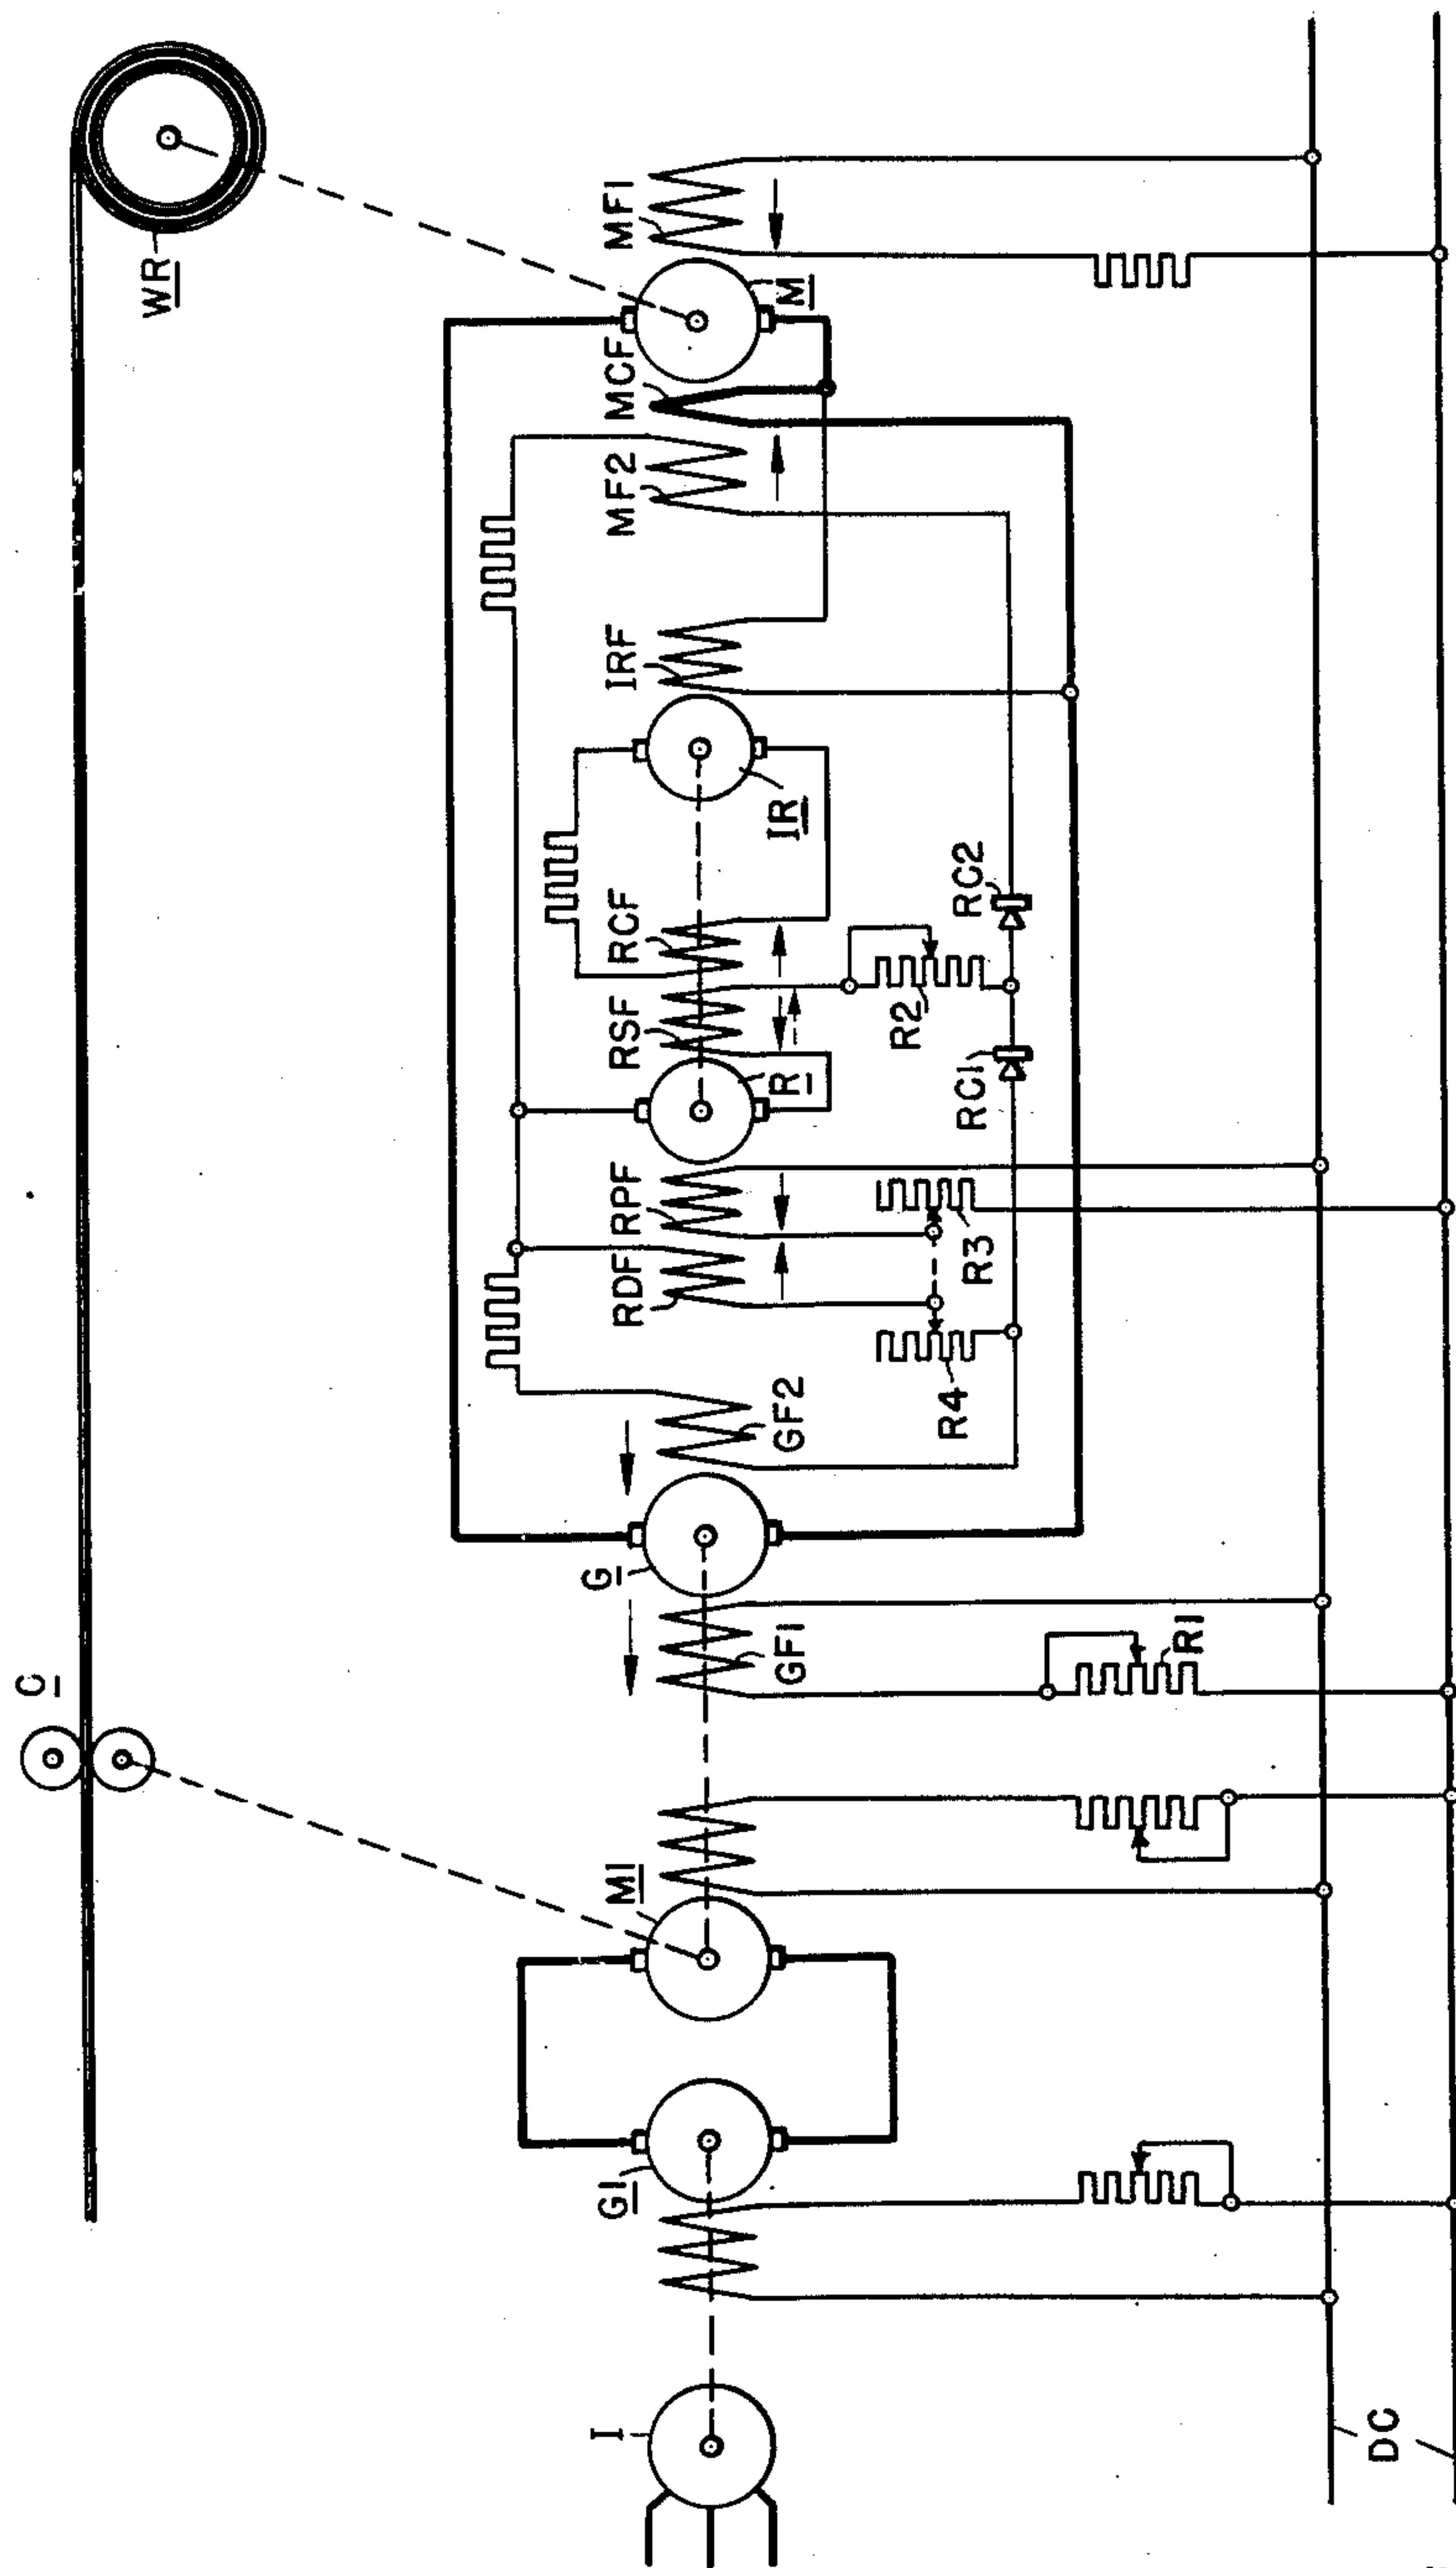 C
WR
MF1
M
MCF
MF2
IRF
IR
RCF
RSF
R
RPF
RDF
R2
RC2
RC1
R3
R4
GF2
G
GF1
R1
M1
G1
I
DC